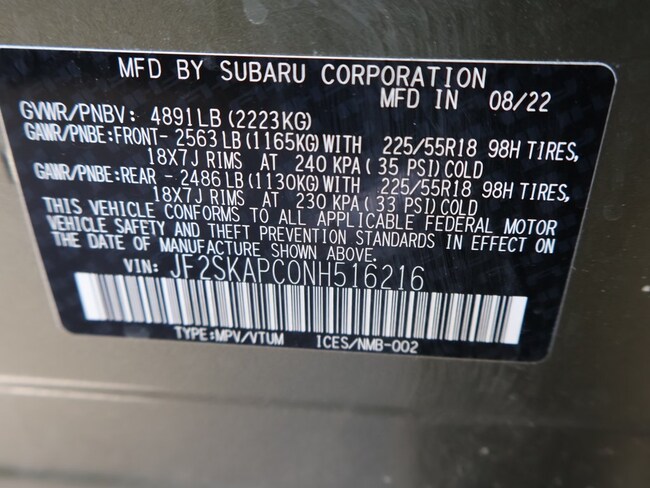 MFD BY SUBARU CORPORATION
MFD IN 08/22
GVWR/PNBV: 4891LB(2223KG)
GAWR/PNBE:FRONT- 2563LB(1165KG)WITH 225/55R18 98H TIRES,
18X7J RIMS AT 240 KPA( 35 PSI)COLD
GAWR/PNBE:REAR - 2486LB(1130KG)WITH 225/55R18 98H TIRES,
18X7J RIMS AT 230 KPA( 33 PSI)COLD
THIS VEHICLE CONFORMS TO ALL APPLICABLE FEDERAL MOTOR
VEHICLE SAFETY AND THEFT PREVENTION STANDARDS IN EFFECT ON
THE DATE OF MANUFACTURE SHOWN ABOVE.
VIN: JF2SKAPC0NH516216
TYPE:MPV/VTUM ICES/NMB-002